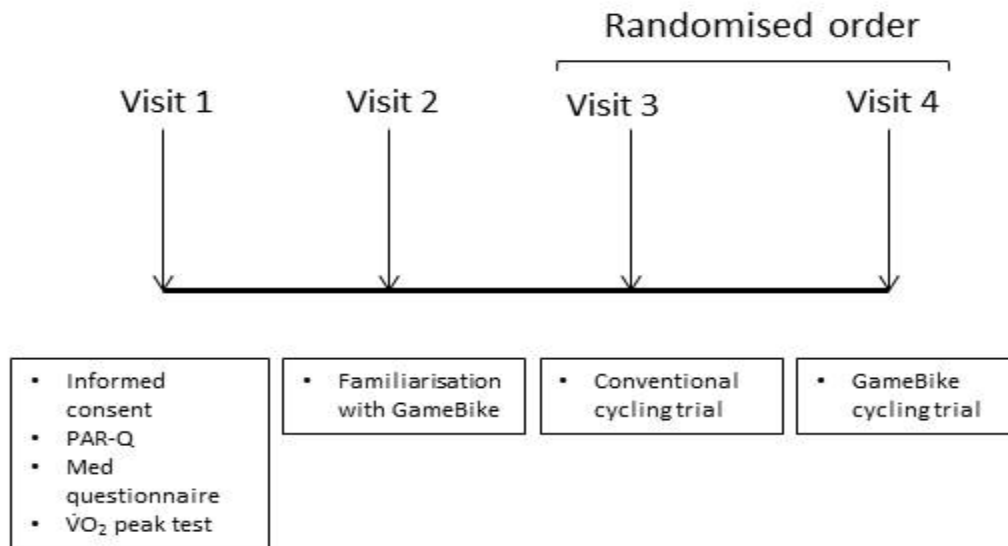 Randomised order
Visit 1
Visit 2
Visit 3
Visit 4
• Informed
consent
• PAR-Q
• Med
questionnaire
• V̇O₂ peak test
• Familiarisation
with GameBike
• Conventional
cycling trial
• GameBike
cycling trial